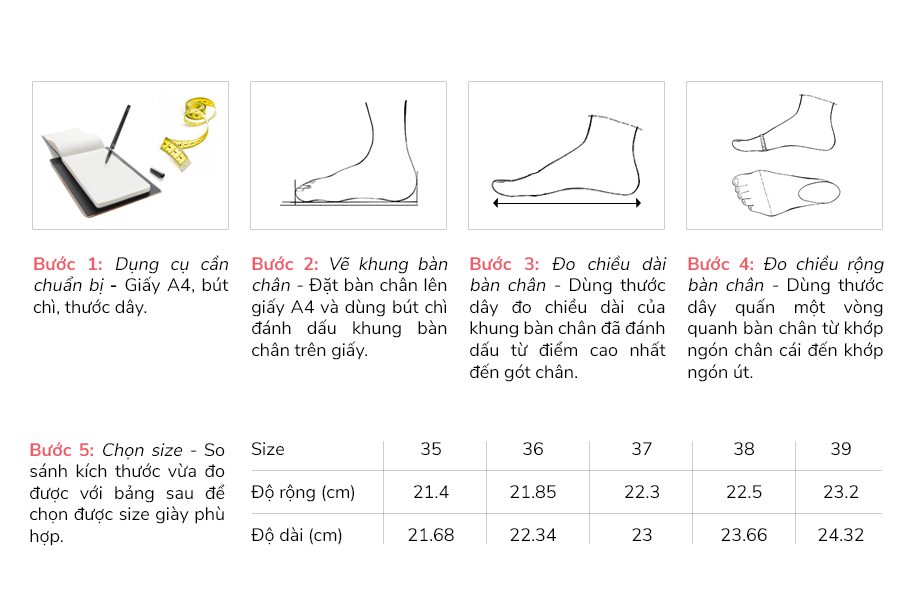 Bước 1: Dụng cụ cần
chuẩn bị - Giấy A4, bút
chì, thước dây.
Bước 2: Vẽ khung bàn
chân - Đặt bàn chân lên
giấy A4 và dùng bút chì
đánh dấu khung bàn
chân trên giấy.
Bước 3: Đo chiều dài
bàn chân - Dùng thước
dây đo chiều dài của
khung bàn chân đã đánh
dấu từ điểm cao nhất
đến gót chân.
Bước 4: Đo chiều rộng
bàn chân - Dùng thước
dây quấn một vòng
quanh bàn chân từ khớp
ngón chân cái đến khớp
ngón út.
Bước 5: Chọn size - So
sánh kích thước vừa đo
được với bảng sau để
chọn được size giày phù
hợp.
Size 35 36 37 38 39
Độ rộng (cm) 21.4 21.85 22.3 22.5 23.2
Độ dài (cm) 21.68 22.34 23 23.66 24.32